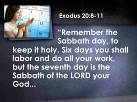 Exodus 20:8-11
"Remember the
Sabbath day, to
keep it holy. Six days you shall
labor and do all your work,
but the seventh day is the
Sabbath of the LORD your
God...